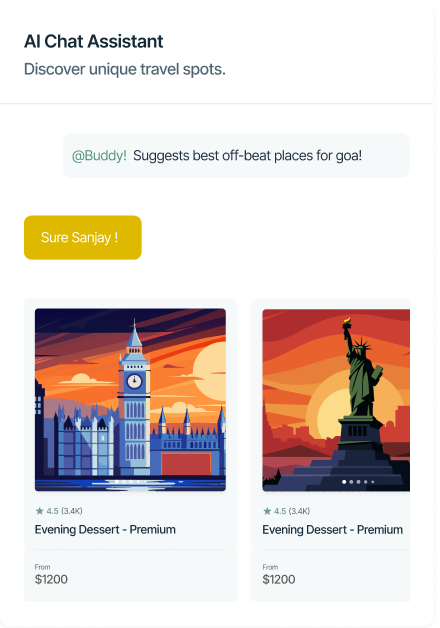 AI Chat Assistant
Discover unique travel spots.
@Buddy! Suggests best off-beat places for goa!
Sure Sanjay !
4.5 (3.4K)
Evening Dessert - Premium
From
$1200
4.5 (3.4K)
Evening Dessert - Premium
From
$1200